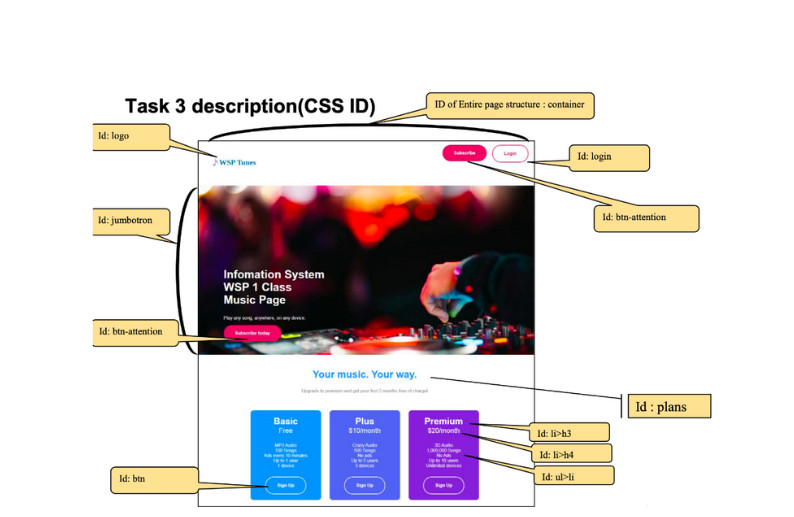 Task 3 description(CSS ID)
ID of Entire page structure : container
Id: logo
WSP Tunes
Subscribe
Login
Id: login
Id: jumbotron
Id: btn-attention
Infomation System
WSP 1 Class
Music Page
Play any song, anywhere, on any device.
Subscribe today
Id: btn-attention
Your music. Your way.
Upgrade to premium and get your first 3 months free of charge!
Id : plans
Basic
Free
MP3 Audio
100 Songs
Ads every 10 minutes
Up to 1 user
1 device
Sign Up
Plus
$10/month
Crazy Audio
500 Songs
No ads
Up to 3 users
3 devices
Sign Up
Premium
$20/month
3D Audio
1,000,000 Songs
No Ads
Up to 10 users
Unlimited devices
Sign Up
Id: li>h3
Id: li>h4
Id: ul>li
Id: btn